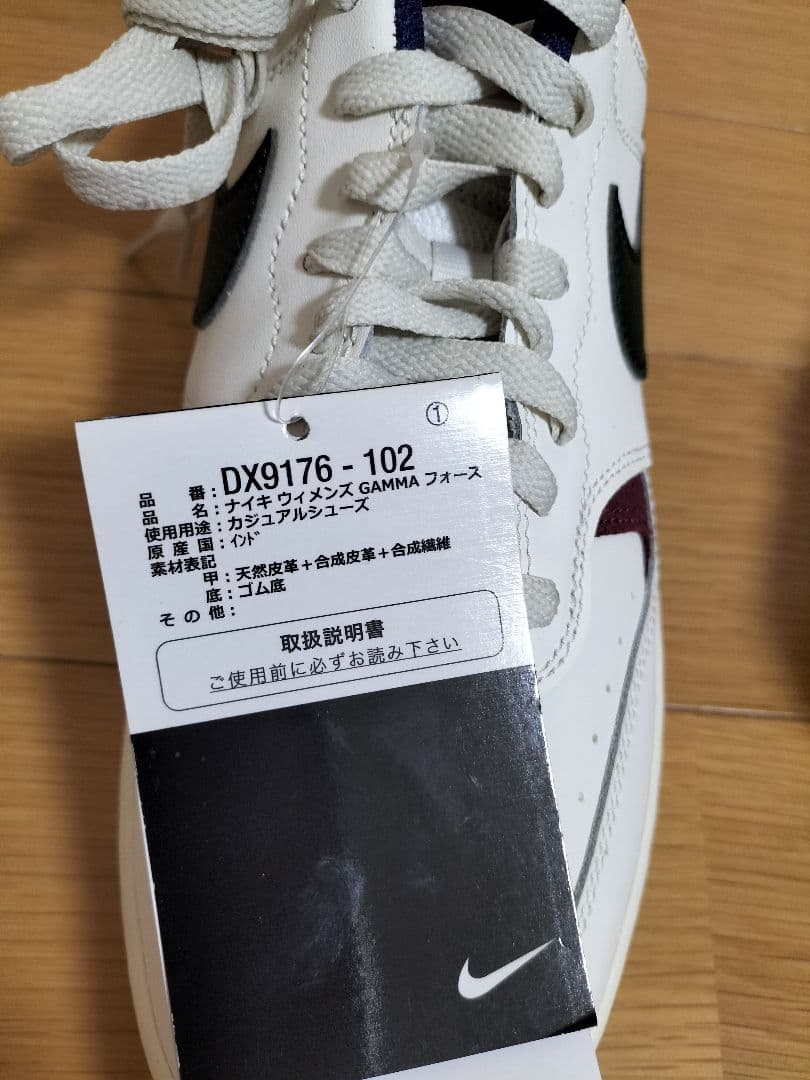 ①
品 番：DX9176 - 102
品 名：ナイキ ウィメンズ GAMMA フォース
使用用途：カジュアルシューズ
原 産 国：ｲﾝﾄﾞ
素材表記
甲：天然皮革＋合成皮革＋合成繊維
底：ゴム底
そ の 他：
取扱説明書
ご使用前に必ずお読み下さい